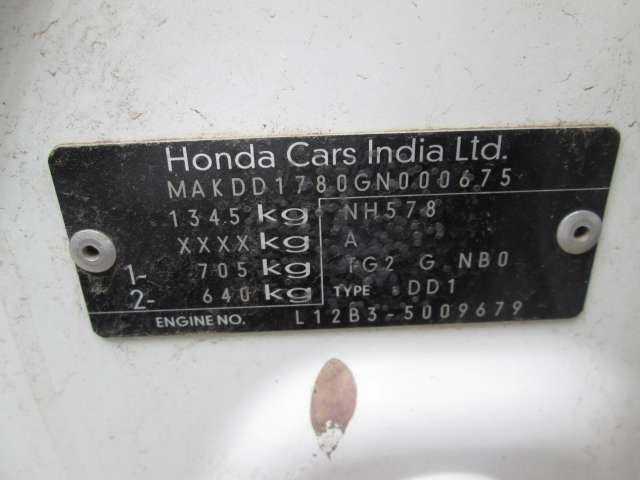 Honda Cars India Ltd.
MAKDD1780GN000675
1345 kg NH578
XXXX kg A
1- 705 kg TG2 G NB0
2- 640 kg TYPE DD1
ENGINE NO. L12B3-5009679